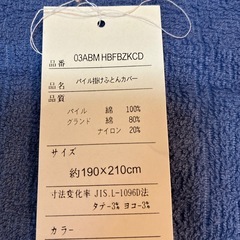 品番 03ABMHBFBZKCD
品名 パイル掛けふとんカバー
品質
パイル 綿 100%
グランド 綿 80%
ナイロン 20%
サイズ
約190×210cm
寸法変化率 JIS.L-1096D法
タテ-3% ヨコ-3%
カラー